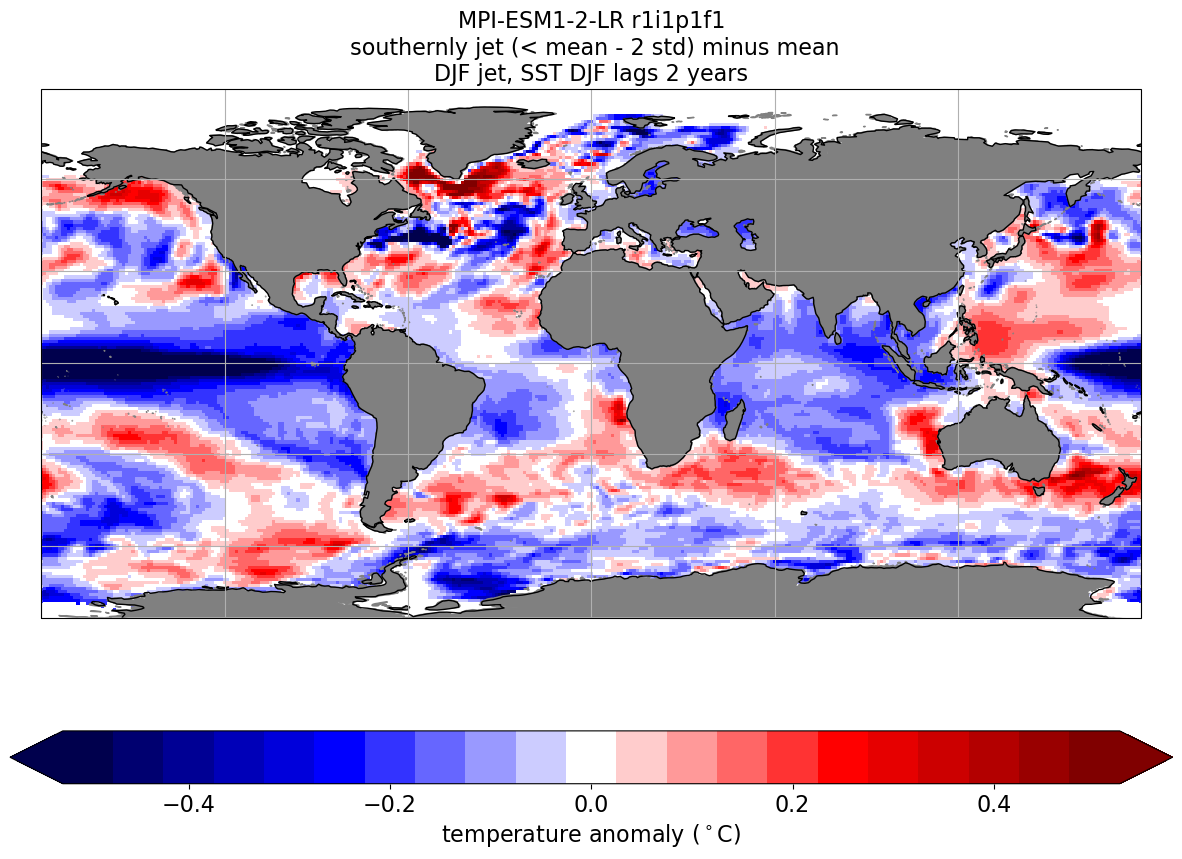 MPI-ESM1-2-LR r1i1p1f1
southernly jet (< mean - 2 std) minus mean
DJF jet, SST DJF lags 2 years
−0.4 −0.2 0.0 0.2 0.4
temperature anomaly (°C)